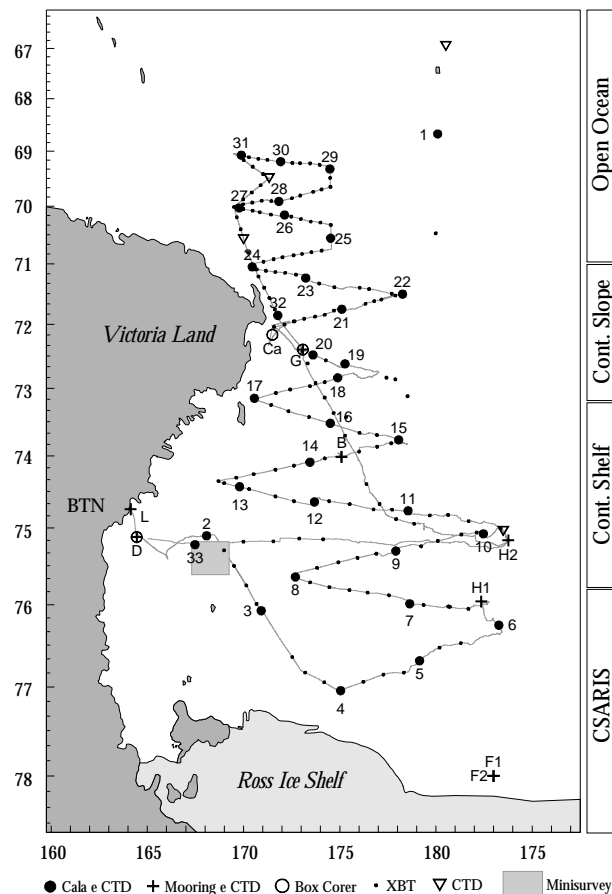 67
68
1
Open Ocean
31
30
29
69
28
27
26
25
70
24
71
23
22
Cont. Slope
32
21
Victoria Land
Ca
72
G
20
19
18
17
73
16
15
B
14
74
Cont. Shelf
13
12
11
BTN
L
2
10
75
D
33
9
H2
8
H1
7
76
3
6
5
4
77
CSARIS
F1
F2
78
Ross Ice Shelf
160 165 170 175 180 175
Cala e CTD Mooring e CTD Box Corer XBT CTD Minisurvey